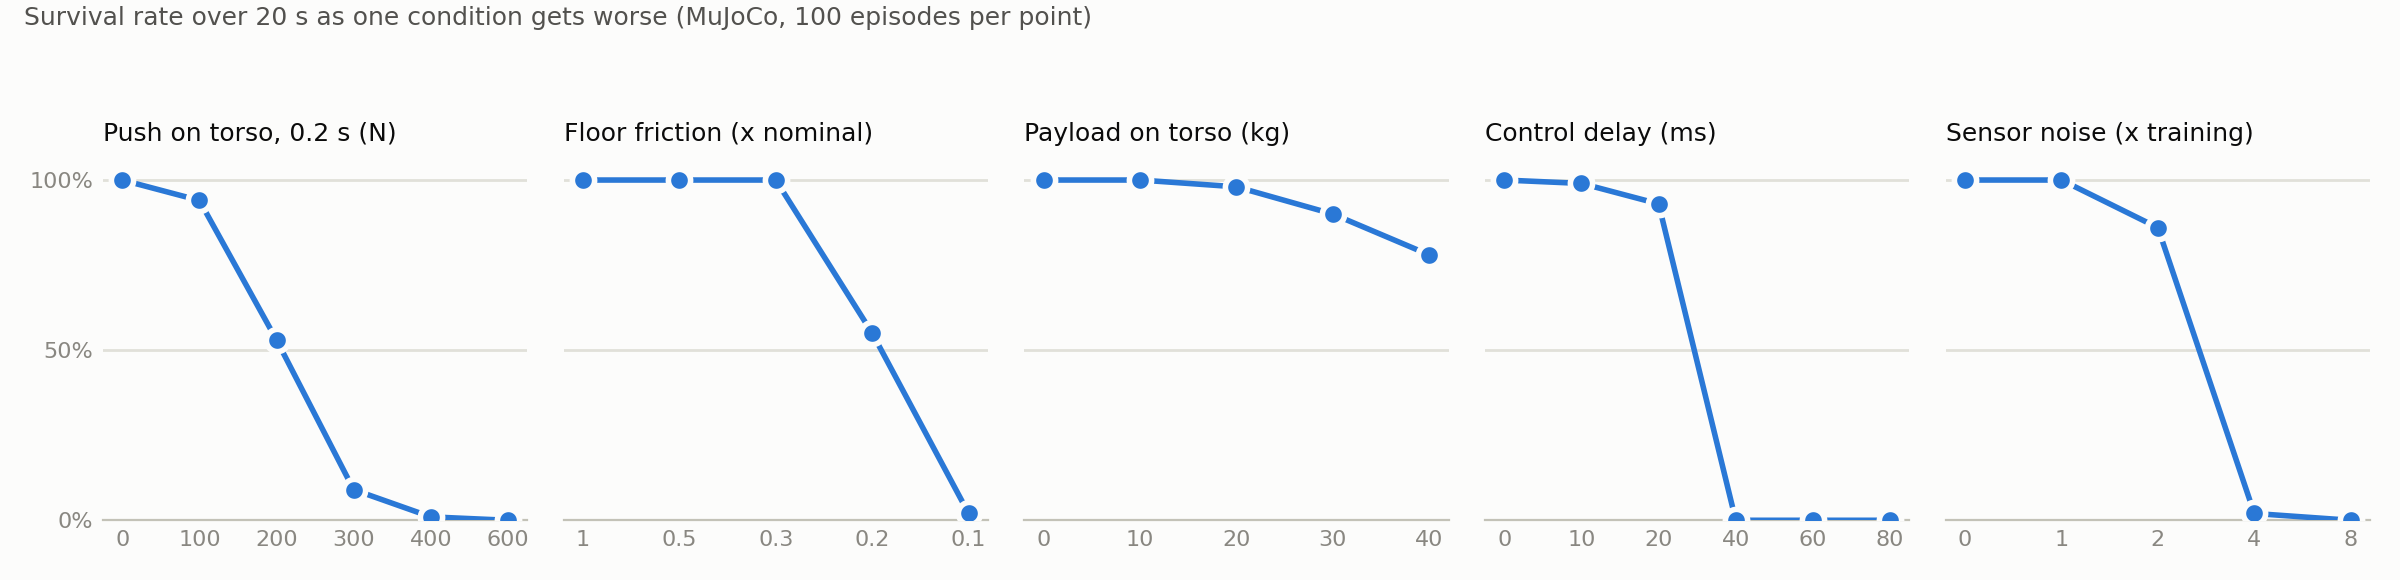 Survival rate over 20 s as one condition gets worse (MuJoCo, 100 episodes per point)
Push on torso, 0.2 s (N)
Floor friction (x nominal)
Payload on torso (kg)
Control delay (ms)
Sensor noise (x training)
100%
50%
0%
0 100 200 300 400 600
1 0.5 0.3 0.2 0.1
0 10 20 30 40
0 10 20 40 60 80
0 1 2 4 8